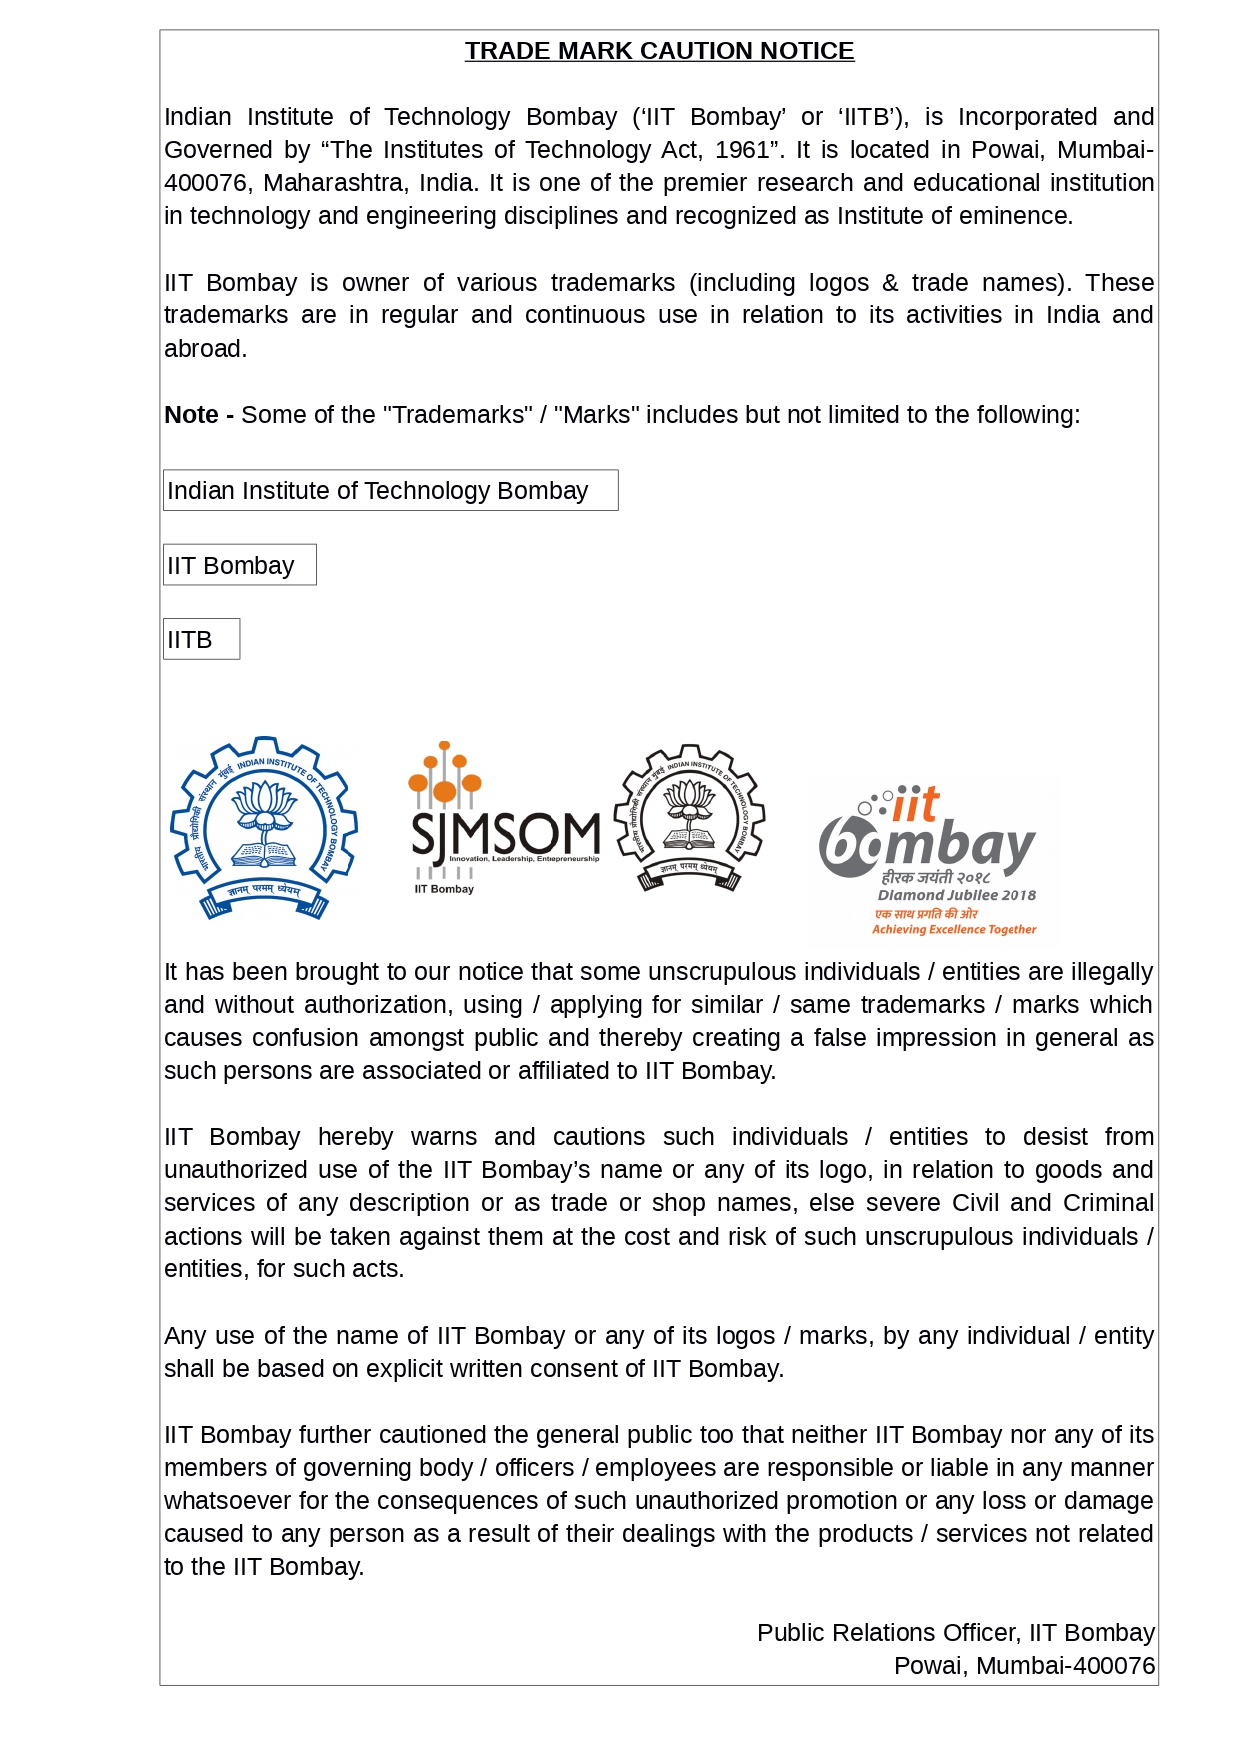 TRADE MARK CAUTION NOTICE
Indian Institute of Technology Bombay (‘IIT Bombay’ or ‘IITB’), is Incorporated and
Governed by “The Institutes of Technology Act, 1961”. It is located in Powai, Mumbai-
400076, Maharashtra, India. It is one of the premier research and educational institution
in technology and engineering disciplines and recognized as Institute of eminence.
IIT Bombay is owner of various trademarks (including logos & trade names). These
trademarks are in regular and continuous use in relation to its activities in India and
abroad.
Note - Some of the "Trademarks" / "Marks" includes but not limited to the following:
Indian Institute of Technology Bombay
IIT Bombay
IITB
भारतीय प्रौद्योगिकी संस्थान मुंबई INDIAN INSTITUTE OF TECHNOLOGY BOMBAY
ज्ञानम् परमम् ध्येयम्
SJMSOM
Innovation, Leadership, Entrepreneurship
IIT Bombay
भारतीय प्रौद्योगिकी संस्थान मुंबई INDIAN INSTITUTE OF TECHNOLOGY BOMBAY
ज्ञानम् परमम् ध्येयम्
iit
bombay
हीरक जयंती २०१८
Diamond Jubilee 2018
एक साथ प्रगति की ओर
Achieving Excellence Together
It has been brought to our notice that some unscrupulous individuals / entities are illegally
and without authorization, using / applying for similar / same trademarks / marks which
causes confusion amongst public and thereby creating a false impression in general as
such persons are associated or affiliated to IIT Bombay.
IIT Bombay hereby warns and cautions such individuals / entities to desist from
unauthorized use of the IIT Bombay’s name or any of its logo, in relation to goods and
services of any description or as trade or shop names, else severe Civil and Criminal
actions will be taken against them at the cost and risk of such unscrupulous individuals /
entities, for such acts.
Any use of the name of IIT Bombay or any of its logos / marks, by any individual / entity
shall be based on explicit written consent of IIT Bombay.
IIT Bombay further cautioned the general public too that neither IIT Bombay nor any of its
members of governing body / officers / employees are responsible or liable in any manner
whatsoever for the consequences of such unauthorized promotion or any loss or damage
caused to any person as a result of their dealings with the products / services not related
to the IIT Bombay.
Public Relations Officer, IIT Bombay
Powai, Mumbai-400076